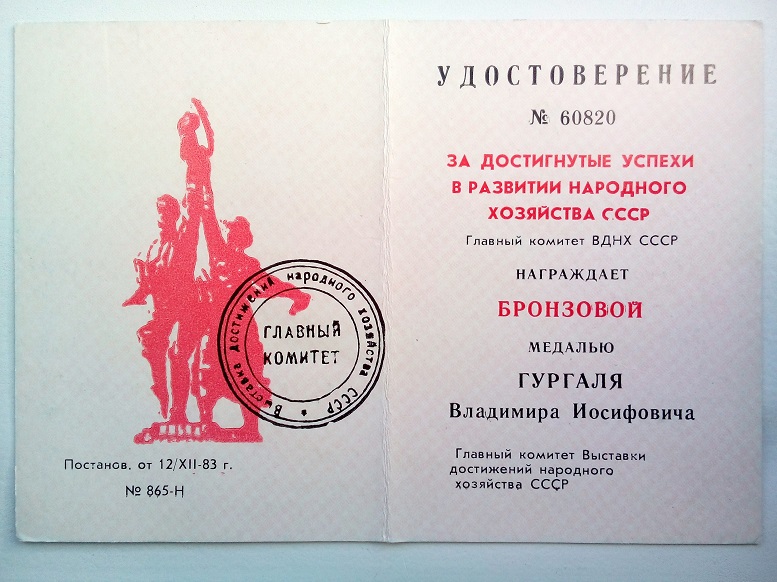 Выставка достижений народного хозяйства СССР *
ГЛАВНЫЙ
КОМИТЕТ
Постанов. от 12/XII-83 г.
№ 865-Н
УДОСТОВЕРЕНИЕ
№ 60820
ЗА ДОСТИГНУТЫЕ УСПЕХИ
В РАЗВИТИИ НАРОДНОГО
ХОЗЯЙСТВА СССР
Главный комитет ВДНХ СССР
НАГРАЖДАЕТ
БРОНЗОВОЙ
МЕДАЛЬЮ
ГУРГАЛЯ
Владимира Иосифовича
Главный комитет Выставки
достижений народного
хозяйства СССР